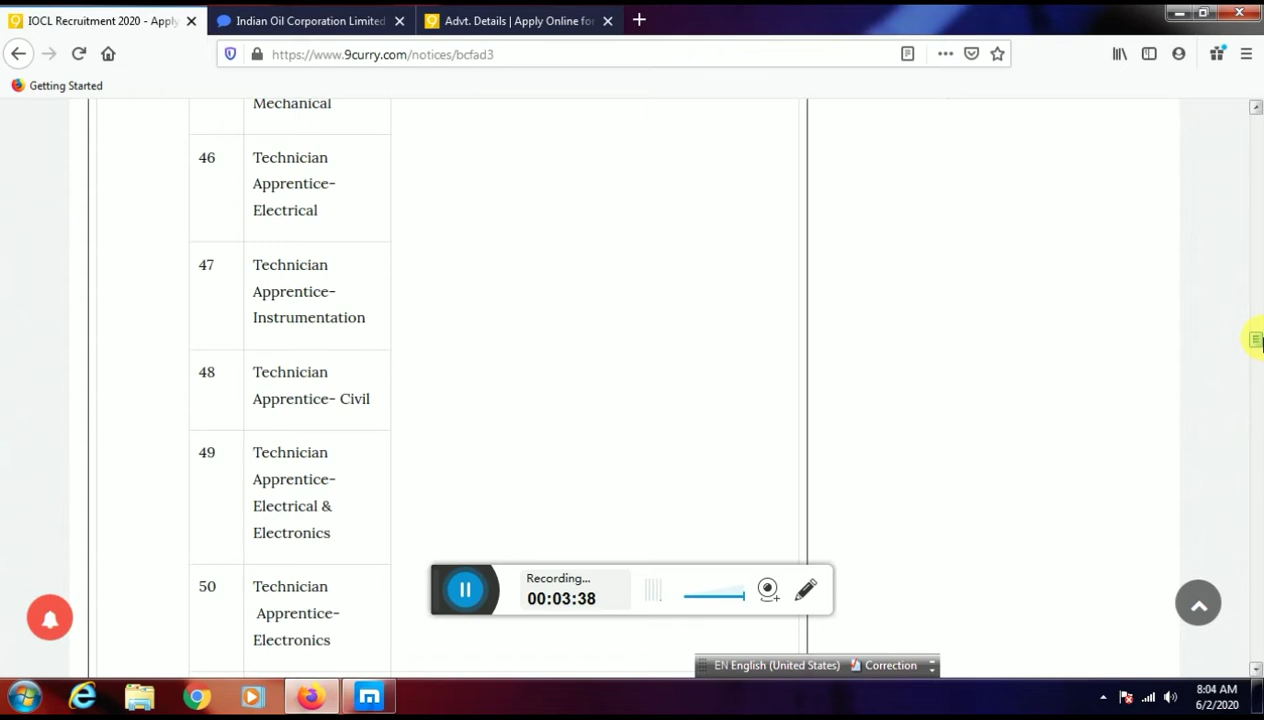 IOCL Recruitment 2020 - Apply
Indian Oil Corporation Limited
Advt. Details | Apply Online for
https://www.9curry.com/notices/bcfad3
Getting Started
Mechanical
46 Technician
Apprentice-
Electrical
47 Technician
Apprentice-
Instrumentation
48 Technician
Apprentice- Civil
49 Technician
Apprentice-
Electrical &
Electronics
50 Technician
Apprentice-
Electronics
Recording...
00:03:38
EN English (United States) Correction
8:04 AM
6/2/2020